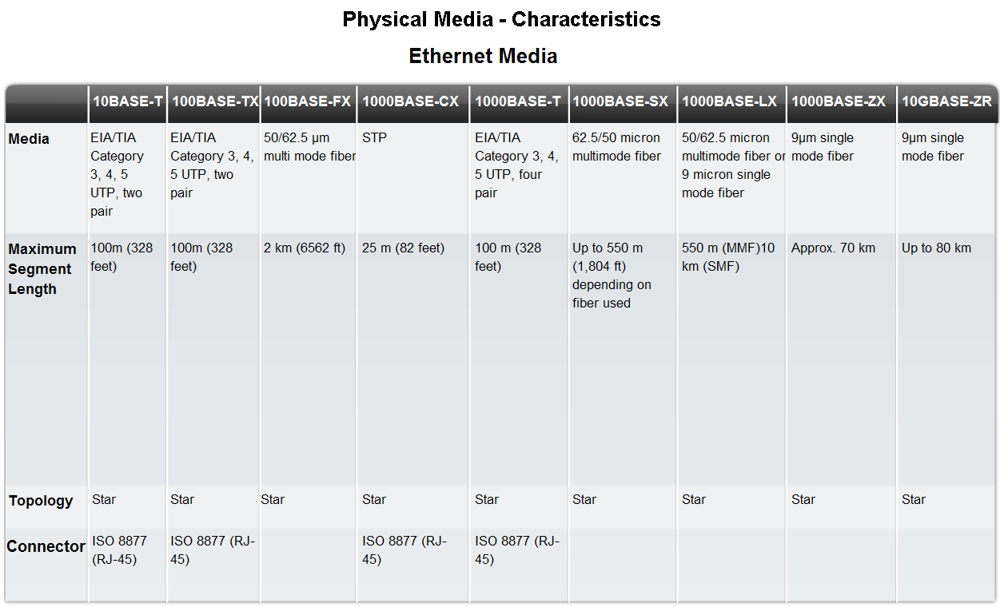 Physical Media - Characteristics
Ethernet Media
10BASE-T 100BASE-TX 100BASE-FX 1000BASE-CX 1000BASE-T 1000BASE-SX 1000BASE-LX 1000BASE-ZX 10GBASE-ZR
Media
EIA/TIA
Category
3, 4, 5
UTP, two
pair
EIA/TIA
Category 3, 4,
5 UTP, two
pair
50/62.5 µm
multi mode fiber
STP
EIA/TIA
Category 3, 4,
5 UTP, four
pair
62.5/50 micron
multimode fiber
50/62.5 micron
multimode fiber or
9 micron single
mode fiber
9µm single
mode fiber
9µm single
mode fiber
Maximum
Segment
Length
100m (328
feet)
100m (328
feet)
2 km (6562 ft)
25 m (82 feet)
100 m (328
feet)
Up to 550 m
(1,804 ft)
depending on
fiber used
550 m (MMF)10
km (SMF)
Approx. 70 km
Up to 80 km
Topology
Star
Star
Star
Star
Star
Star
Star
Star
Star
Connector
ISO 8877
(RJ-45)
ISO 8877 (RJ-
45)
ISO 8877 (RJ-
45)
ISO 8877 (RJ-
45)